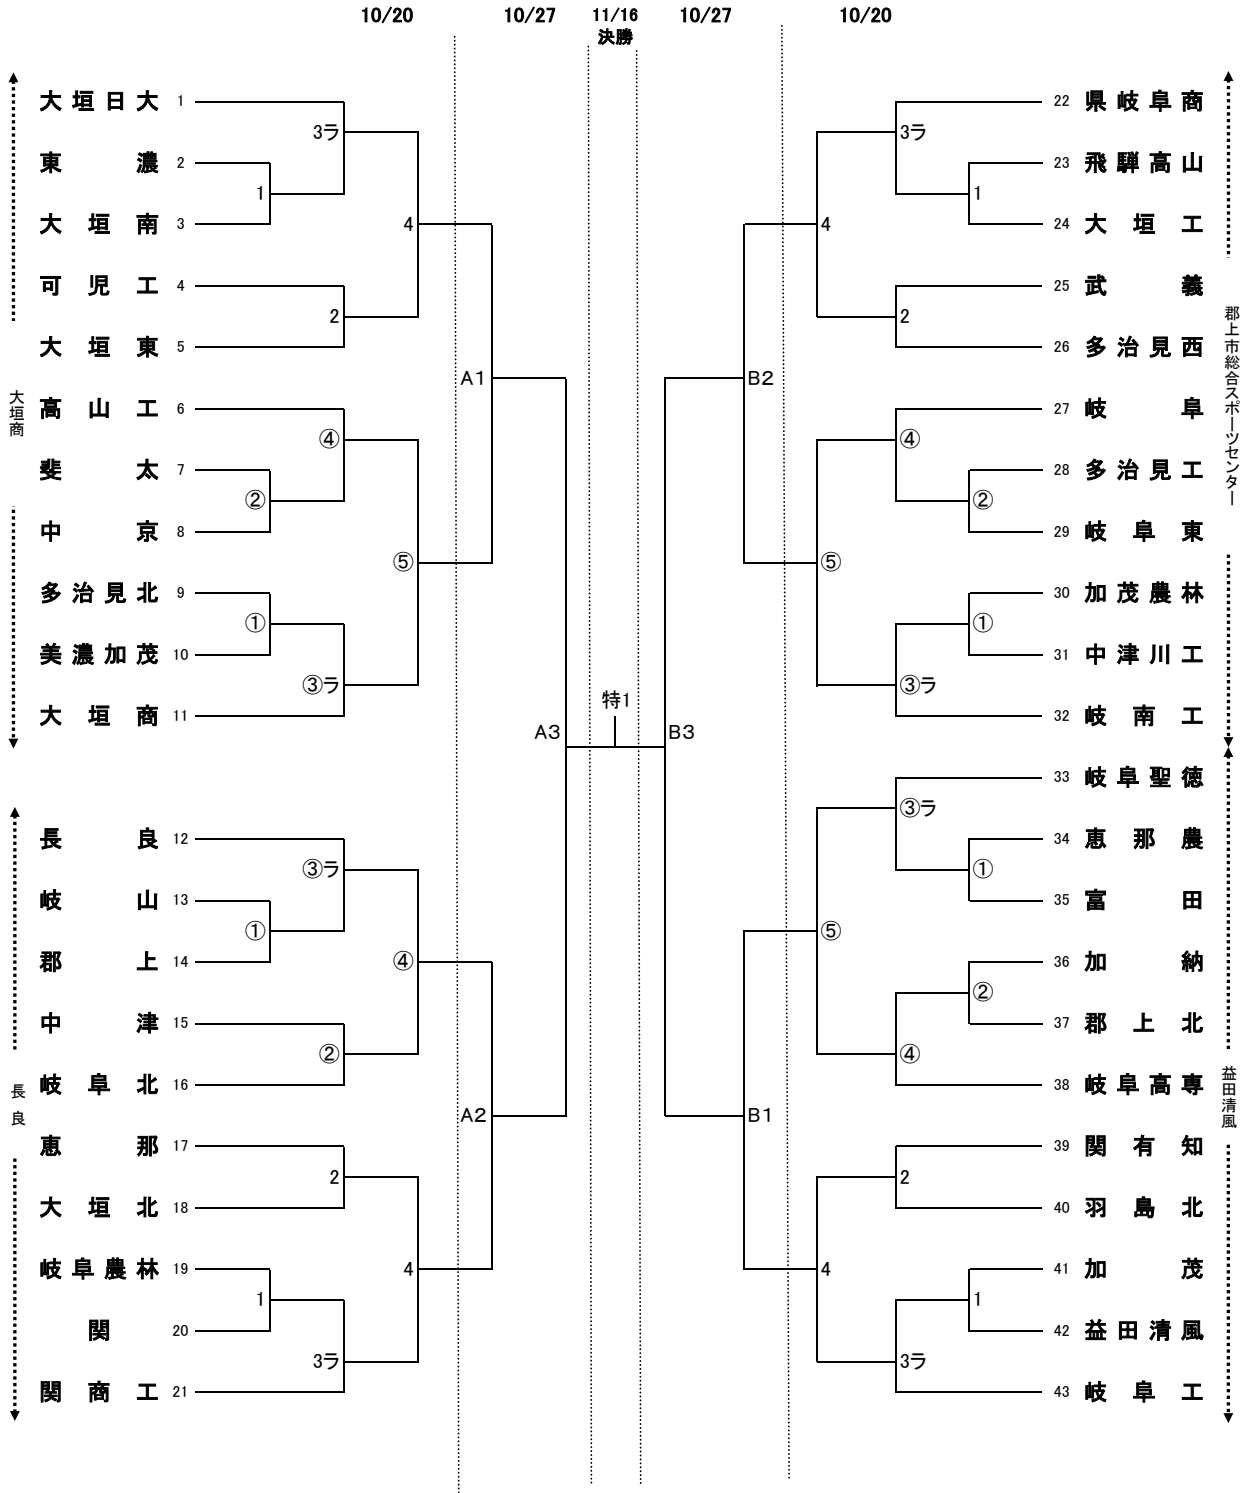 10/20 10/27 11/16 10/27 10/20
決勝
大垣日大 1
東濃 2
大垣南 3
可児工 4
大垣東 5
高山工 6
斐太 7
中京 8
多治見北 9
美濃加茂 10
大垣商 11
長良 12
岐山 13
郡上 14
中津 15
岐阜北 16
恵那 17
大垣北 18
岐阜農林 19
関 20
関商工 21
大垣商
長良
3ラ
1
4
2
A1
④
②
⑤
①
③ラ
A3
③ラ
①
④
②
A2
2
4
1
3ラ
特1
22 県岐阜商
23 飛騨高山
24 大垣工
25 武義
26 多治見西
27 岐阜
28 多治見工
29 岐阜東
30 加茂農林
31 中津川工
32 岐南工
33 岐阜聖徳
34 恵那農
35 富田
36 加納
37 郡上北
38 岐阜高専
39 関有知
40 羽島北
41 加茂
42 益田清風
43 岐阜工
3ラ
1
4
2
B2
④
②
⑤
①
③ラ
B3
③ラ
①
⑤
②
④
B1
2
4
1
3ラ
郡上市総合スポーツセンター
益田清風